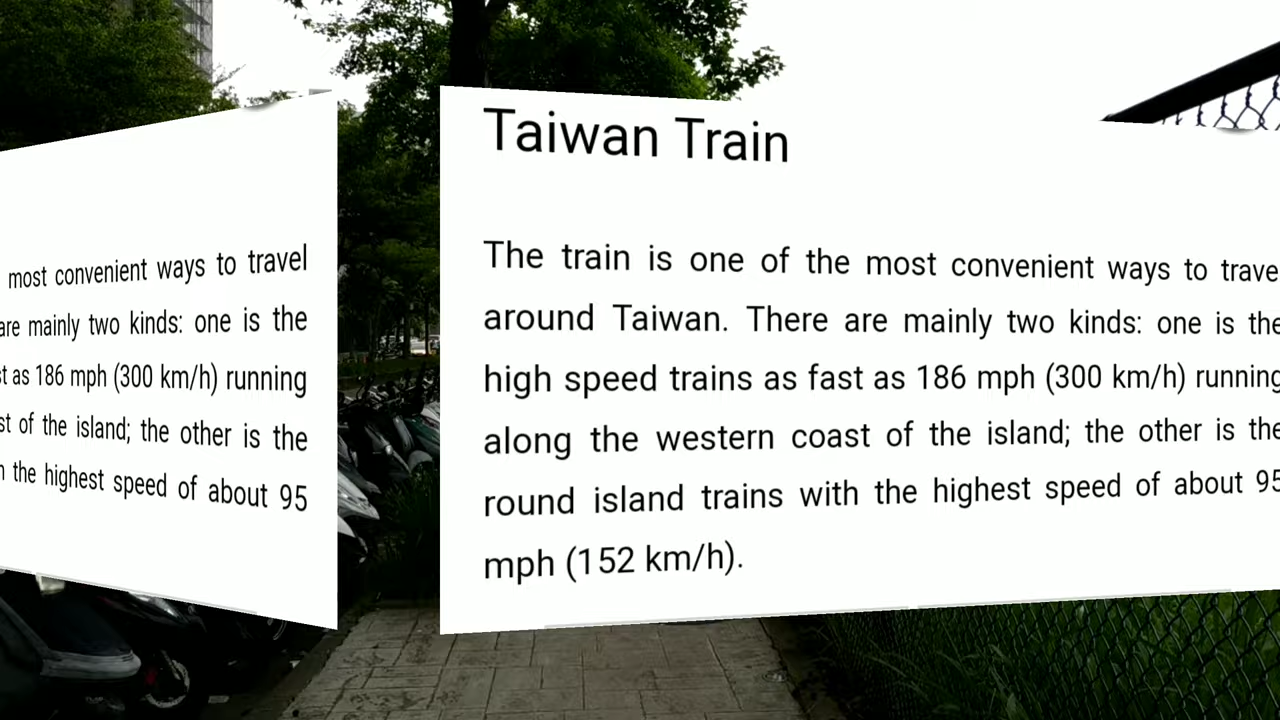 most convenient ways to travel
are mainly two kinds: one is the
st as 186 mph (300 km/h) running
st of the island; the other is the
the highest speed of about 95
Taiwan Train
The train is one of the most convenient ways to trave
around Taiwan. There are mainly two kinds: one is the
high speed trains as fast as 186 mph (300 km/h) running
along the western coast of the island; the other is the
round island trains with the highest speed of about 95
mph (152 km/h).